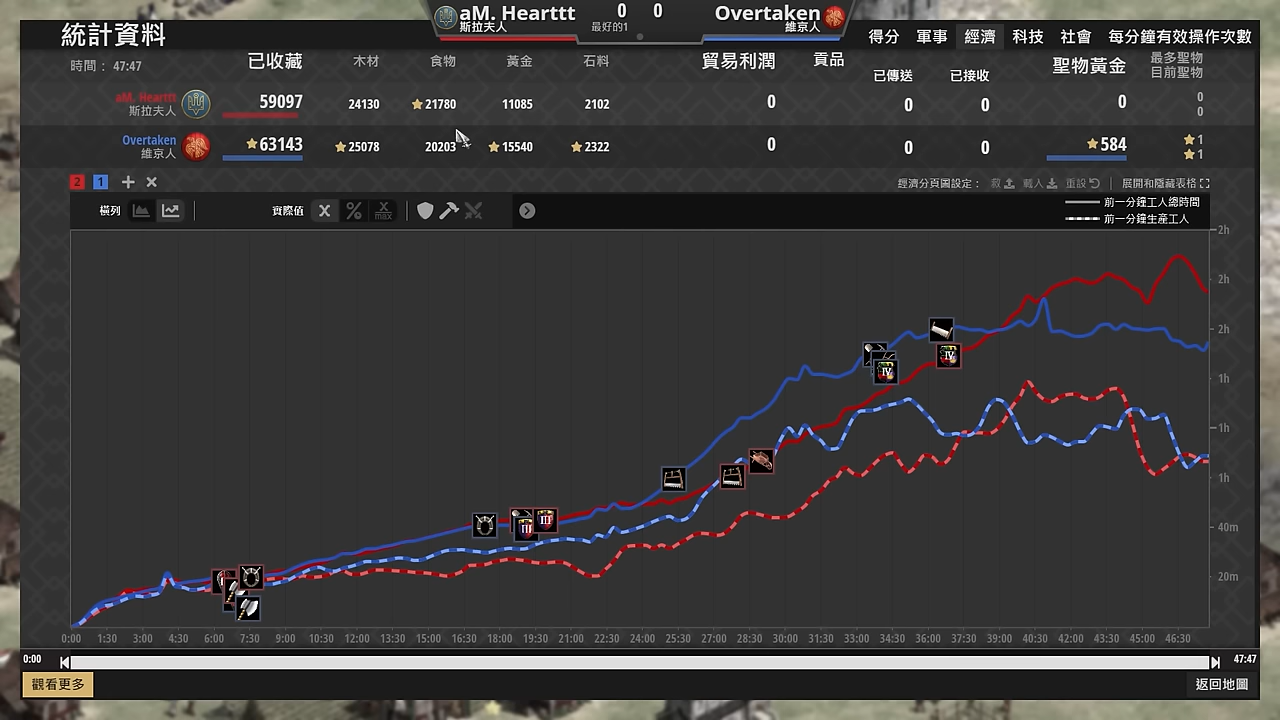 aM. Hearttt 0 0 Overtaken
斯拉夫人 最好的1 維京人
統計資料 得分 軍事 經濟 科技 社會 每分鐘有效操作次數
時間： 47:47 已收藏 木材 食物 黃金 石料 貿易利潤 貢品 已傳送 已接收 聖物黃金 最多聖物
目前聖物
aM. Hearttt 59097 24130 21780 11085 2102 0 0 0 0 0
斯拉夫人 0
Overtaken 63143 25078 20203 15540 2322 0 0 0 584 1
維京人 1
2 1 經濟分頁圖設定： 載入 重設 展開和隱藏表格
橫列 實際值 X % X max 前一分鐘工人總時間
前一分鐘生產工人
2h
2h
2h
1h
1h
1h
40m
20m
III III IV IV
0:00 1:30 3:00 4:30 6:00 7:30 9:00 10:30 12:00 13:30 15:00 16:30 18:00 19:30 21:00 22:30 24:00 25:30 27:00 28:30 30:00 31:30 33:00 34:30 36:00 37:30 39:00 40:30 42:00 43:30 45:00 46:30
0:00 47:47
觀看更多 返回地圖